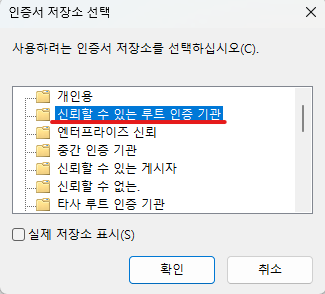 인증서 저장소 선택
사용하려는 인증서 저장소를 선택하십시오(C).
개인용
신뢰할 수 있는 루트 인증 기관
엔터프라이즈 신뢰
중간 인증 기관
신뢰할 수 있는 게시자
신뢰할 수 없는.
타사 루트 인증 기관
실제 저장소 표시(S)
확인
취소